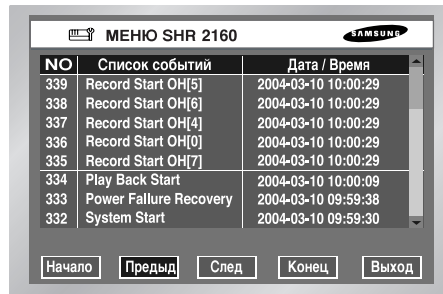 МЕНЮ SHR 2160 SAMSUNG
NO Список событий Дата / Время
339 Record Start OH[5] 2004-03-10 10:00:29
338 Record Start OH[6] 2004-03-10 10:00:29
337 Record Start OH[4] 2004-03-10 10:00:29
336 Record Start OH[0] 2004-03-10 10:00:29
335 Record Start OH[7] 2004-03-10 10:00:29
334 Play Back Start 2004-03-10 10:00:09
333 Power Failure Recovery 2004-03-10 09:59:38
332 System Start 2004-03-10 09:59:30
Начало Предыд След Конец Выход